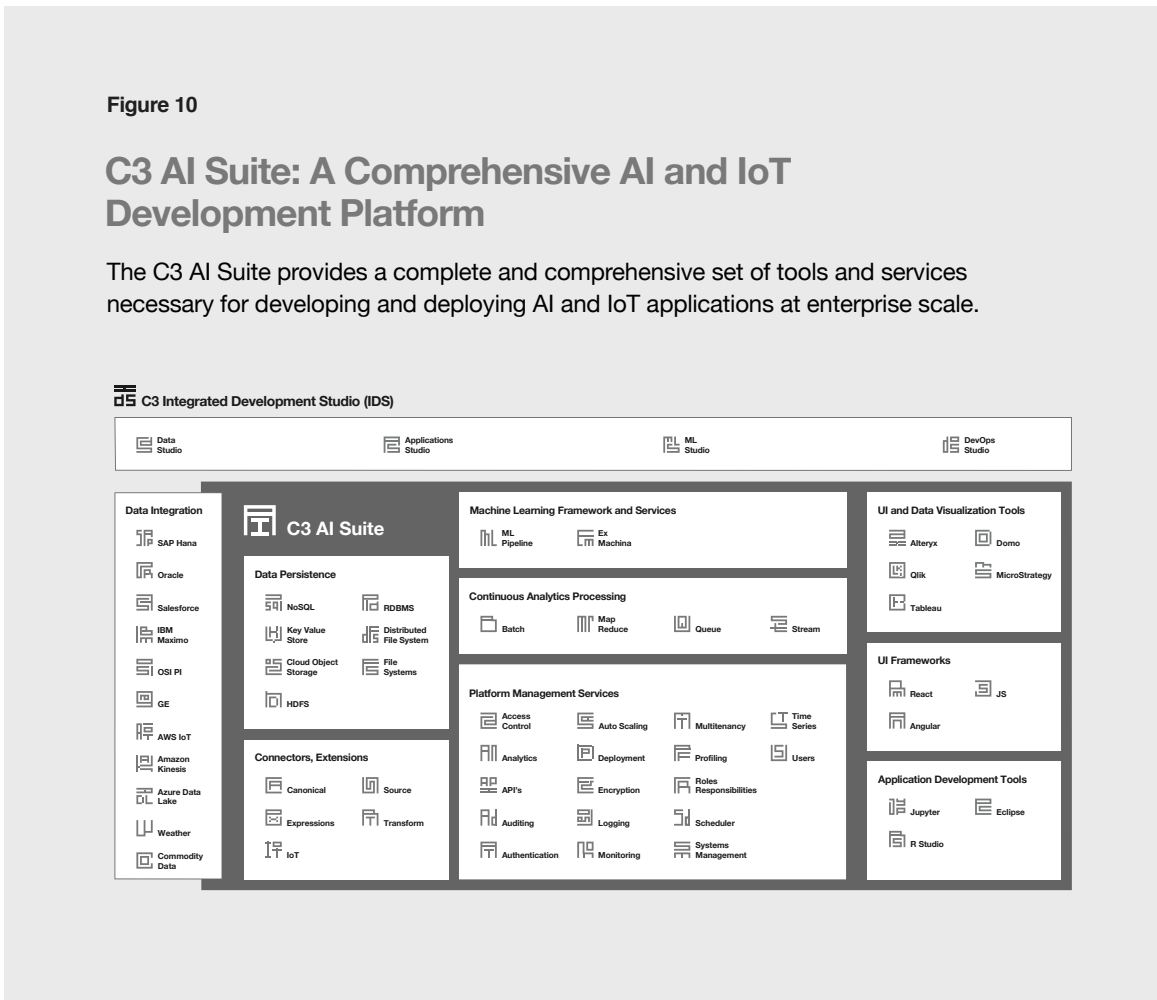 Figure 10
C3 AI Suite: A Comprehensive AI and IoT
Development Platform
The C3 AI Suite provides a complete and comprehensive set of tools and services
necessary for developing and deploying AI and IoT applications at enterprise scale.
C3 Integrated Development Studio (IDS)
Data
Studio
Applications
Studio
ML
Studio
DevOps
Studio
Data Integration
SAP Hana
Oracle
Salesforce
IBM
Maximo
OSI PI
GE
AWS IoT
Amazon
Kinesis
Azure Data
Lake
Weather
Commodity
Data
C3 AI Suite
Data Persistence
NoSQL
RDBMS
Key Value
Store
Distributed
File System
Cloud Object
Storage
File
Systems
HDFS
Connectors, Extensions
Canonical
Source
Expressions
Transform
IoT
Machine Learning Framework and Services
ML
Pipeline
Ex
Machina
Continuous Analytics Processing
Batch
Map
Reduce
Queue
Stream
Platform Management Services
Access
Control
Auto Scaling
Multitenancy
Time
Series
Analytics
Deployment
Profiling
Users
API's
Encryption
Roles
Responsibilities
Auditing
Logging
Scheduler
Authentication
Monitoring
Systems
Management
UI and Data Visualization Tools
Alteryx
Domo
Qlik
MicroStrategy
Tableau
UI Frameworks
React
JS
Angular
Application Development Tools
Jupyter
Eclipse
R Studio